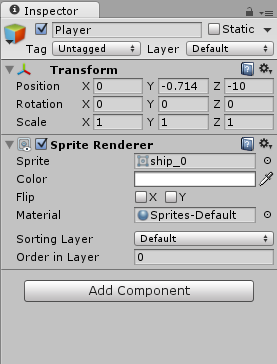 Inspector
Player Static
Tag Untagged Layer Default
Transform
Position X 0 Y -0.714 Z -10
Rotation X 0 Y 0 Z 0
Scale X 1 Y 1 Z 1
Sprite Renderer
Sprite ship_0
Color
Flip X Y
Material Sprites-Default
Sorting Layer Default
Order in Layer 0
Add Component